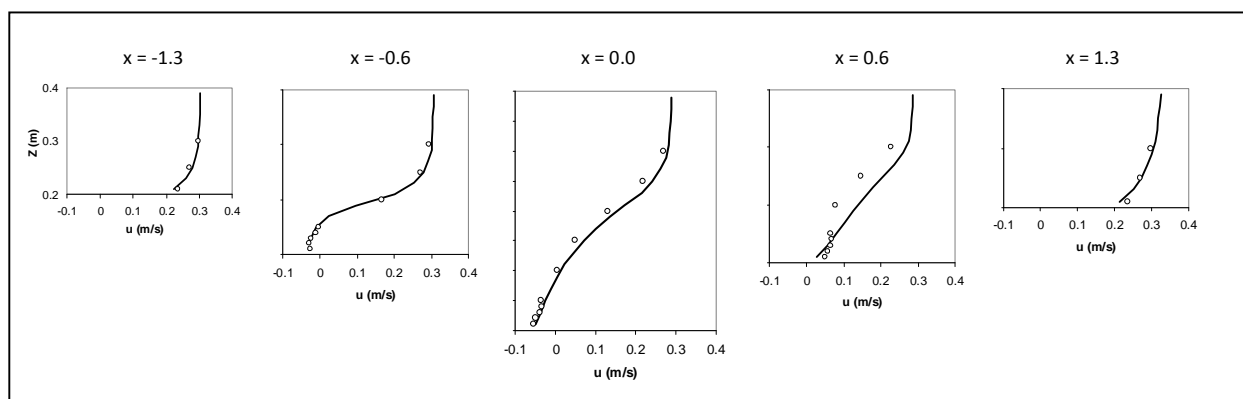 x = -1.3
x = -0.6
x = 0.0
x = 0.6
x = 1.3
0.4
0.3
0.2
Z (m)
-0.1 0 0.1 0.2 0.3 0.4
u (m/s)
-0.1 0 0.1 0.2 0.3 0.4
u (m/s)
-0.1 0 0.1 0.2 0.3 0.4
u (m/s)
-0.1 0 0.1 0.2 0.3 0.4
u (m/s)
-0.1 0 0.1 0.2 0.3 0.4
u (m/s)